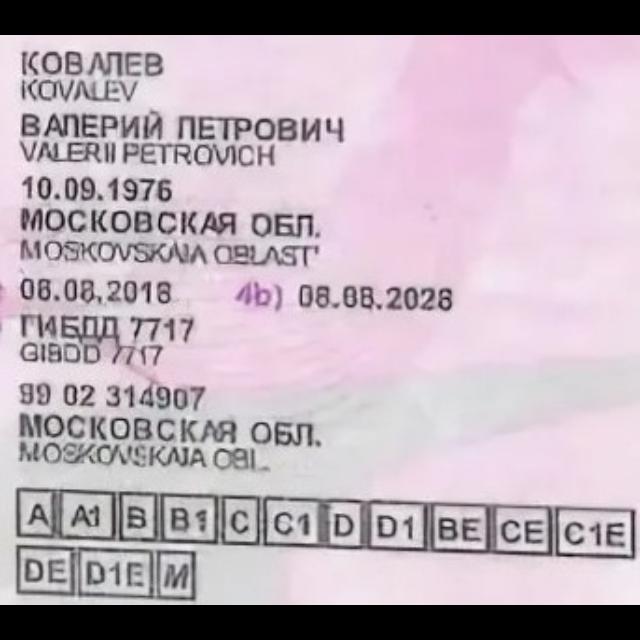 КОВАЛЕВ
KOVALEV
ВАЛЕРИЙ ПЕТРОВИЧ
VALERII PETROVICH
10.09.1976
МОСКОВСКАЯ ОБЛ.
MOSKOVSKAIA OBLAST'
08.08.2018 4b) 08.08.2028
ГИБДД 7717
GIBDD 7717
99 02 314907
МОСКОВСКАЯ ОБЛ.
MOSKOVSKAIA OBL.
A A1 B B1 C C1 D D1 BE CE C1E
DE D1E M